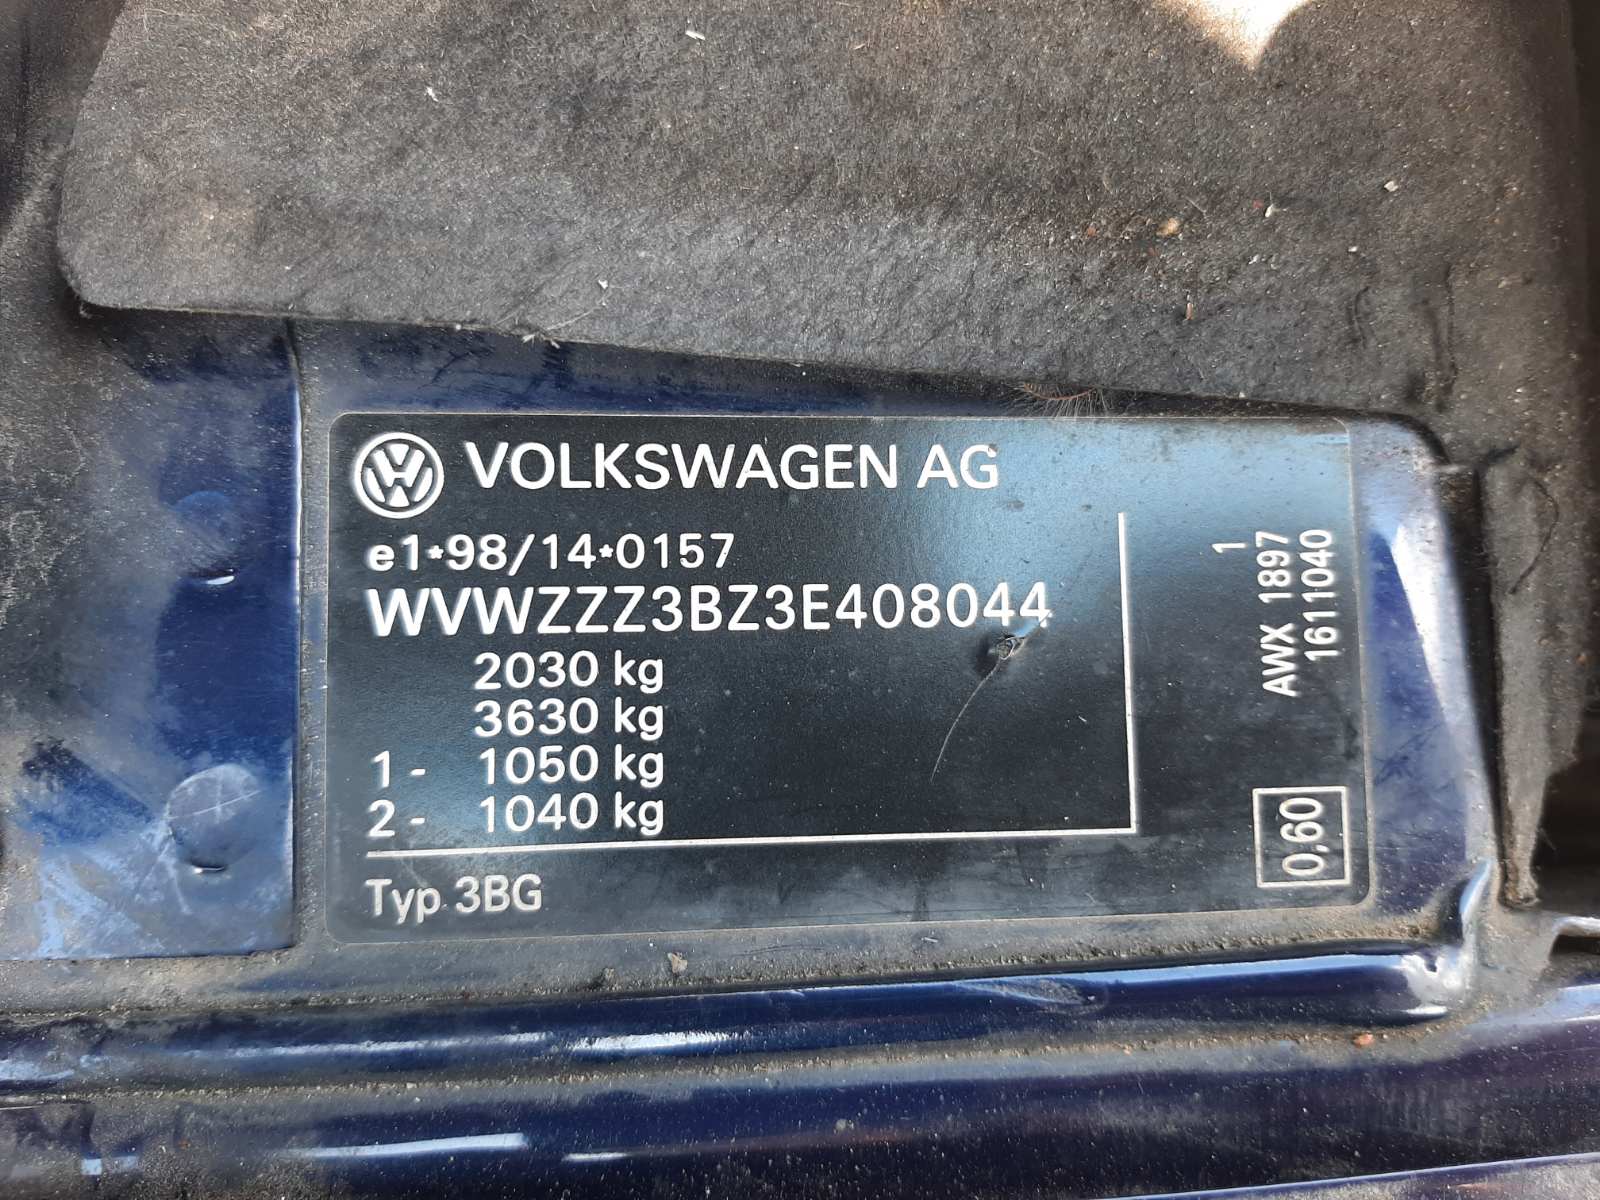 VOLKSWAGEN AG
e1*98/14*0157
WVWZZZ3BZ3E408044
2030 kg
3630 kg
1- 1050 kg
2- 1040 kg
Typ 3BG
1
AWX 1897
1611040
0,60